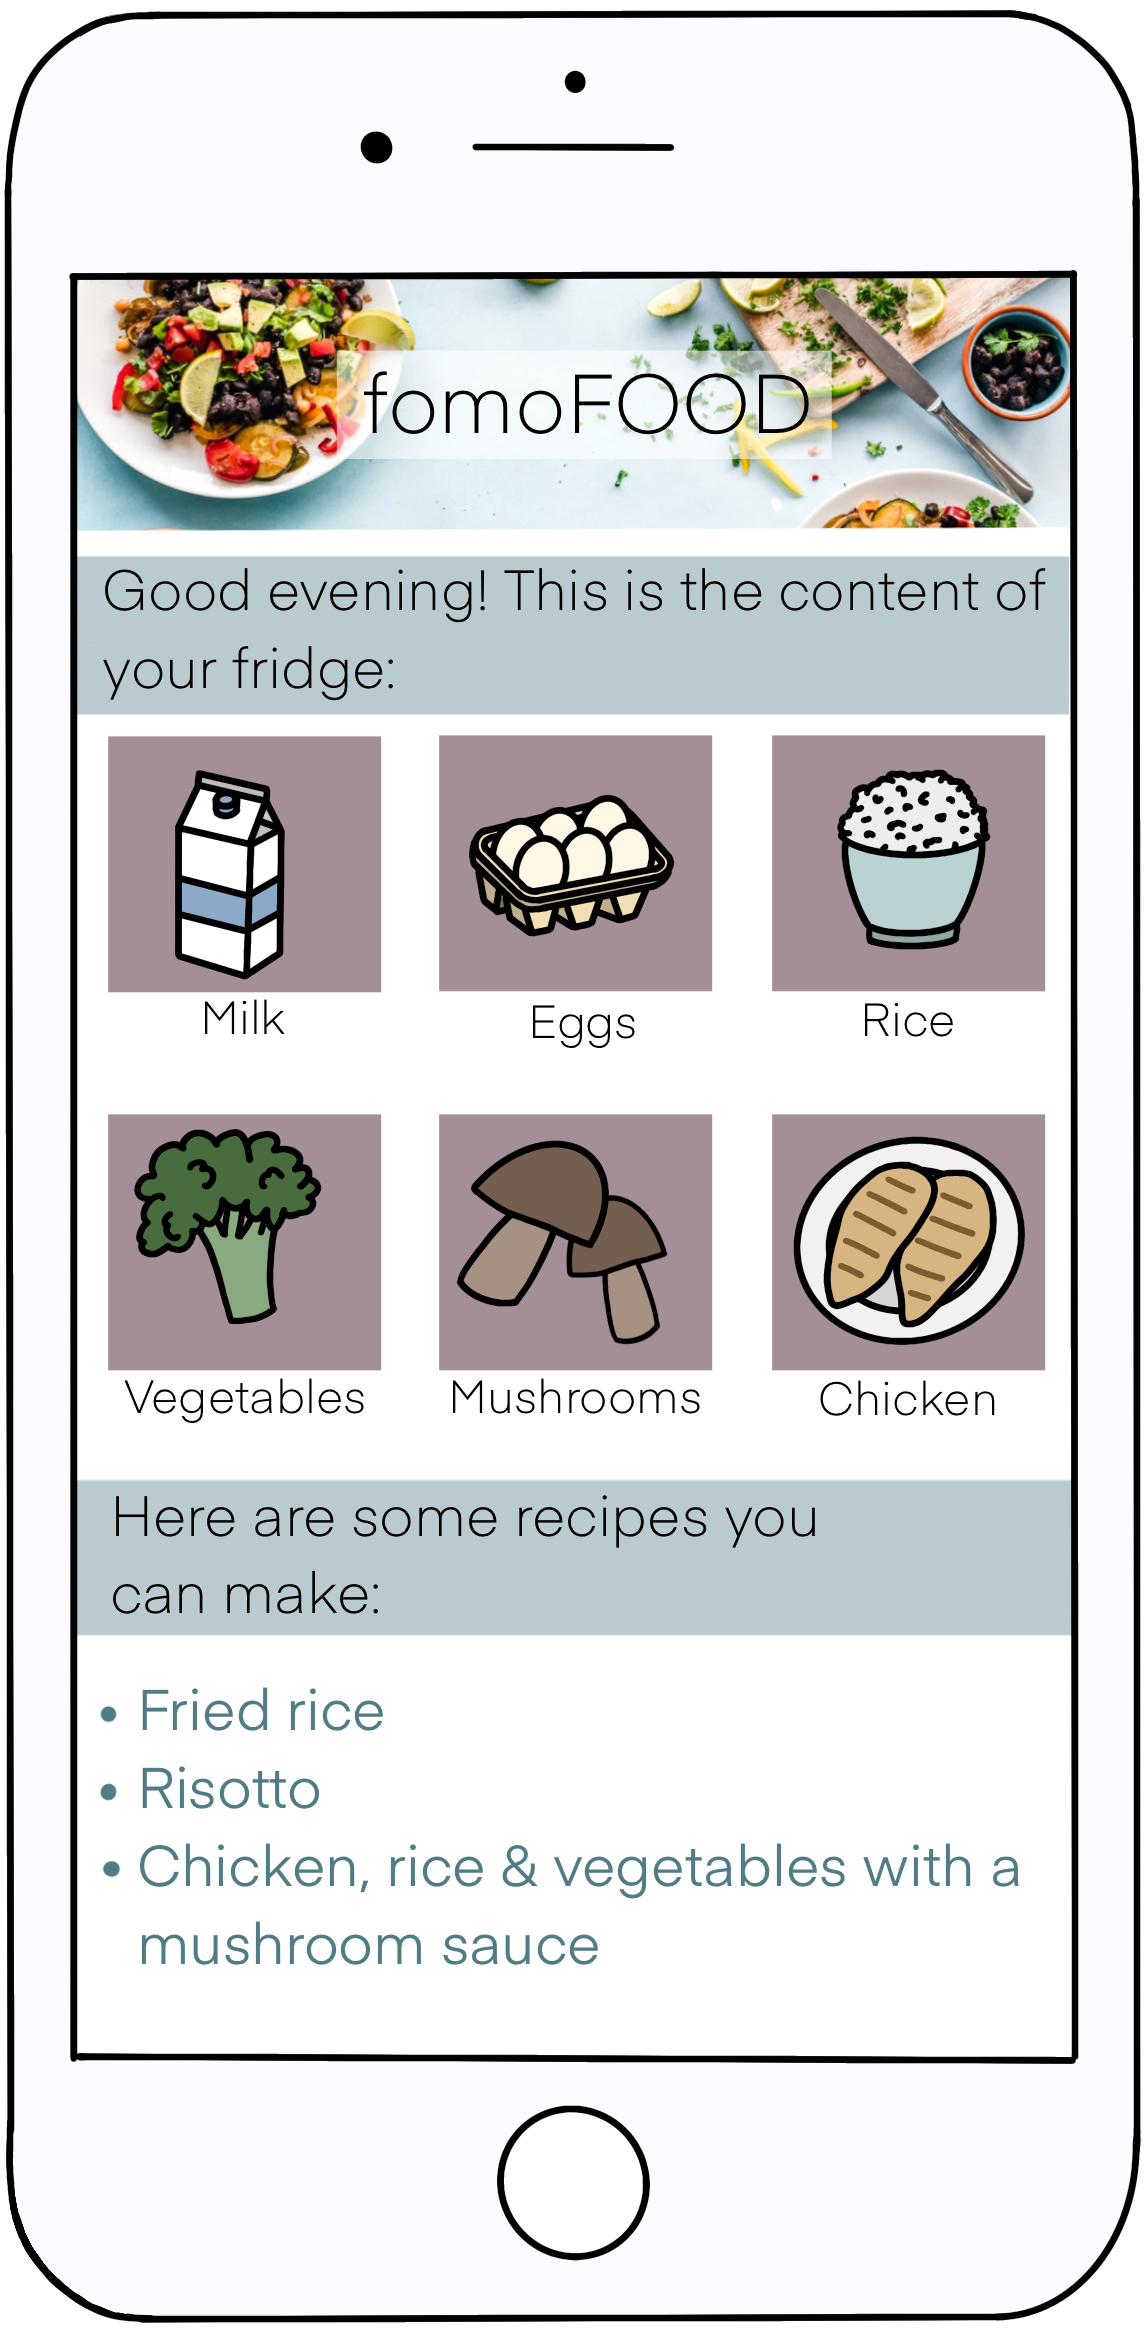 fomoFOOD
Good evening! This is the content of
your fridge:
Milk
Eggs
Rice
Vegetables
Mushrooms
Chicken
Here are some recipes you
can make:
• Fried rice
• Risotto
• Chicken, rice & vegetables with a
mushroom sauce